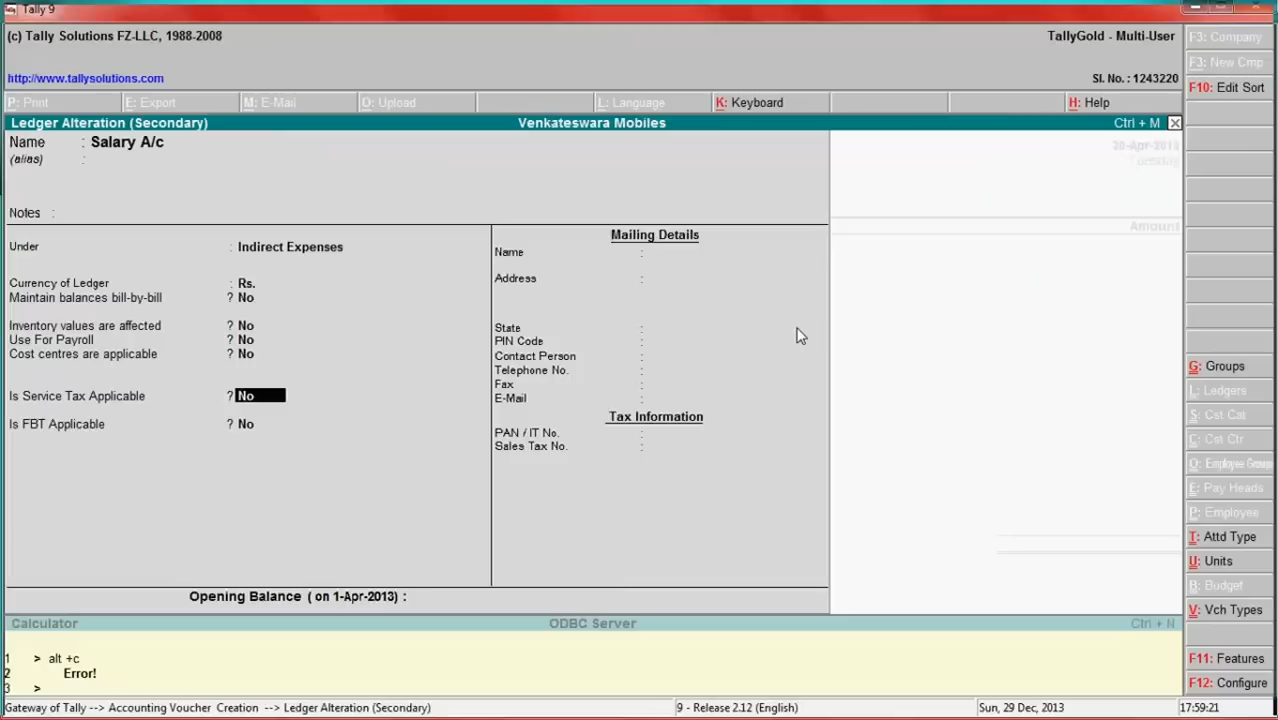 Tally 9
(c) Tally Solutions FZ-LLC, 1988-2008
TallyGold - Multi-User
http://www.tallysolutions.com
Sl. No. : 1243220
P: Print
E: Export
M: E-Mail
O: Upload
L: Language
K: Keyboard
H: Help
Ledger Alteration (Secondary)
Venkateswara Mobiles
Ctrl + M
Name : Salary A/c
(alias) :
Notes :
Under : Indirect Expenses
Currency of Ledger : Rs.
Maintain balances bill-by-bill ? No
Inventory values are affected ? No
Use For Payroll ? No
Cost centres are applicable ? No
Is Service Tax Applicable ? No
Is FBT Applicable ? No
Mailing Details
Name :
Address :
State :
PIN Code :
Contact Person :
Telephone No. :
Fax :
E-Mail :
Tax Information
PAN / IT No. :
Sales Tax No. :
Amount
Opening Balance ( on 1-Apr-2013) :
F3: Company
F3: New Cmp
F10: Edit Sort
G: Groups
L: Ledgers
S: Cst Cat
C: Cst Ctr
O: Employee Group
E: Pay Heads
P: Employee
T: Attd Type
U: Units
B: Budget
V: Vch Types
F11: Features
F12: Configure
Calculator
ODBC Server
Ctrl + N
1 > alt +c
2 Error!
3 >
Gateway of Tally --> Accounting Voucher Creation --> Ledger Alteration (Secondary)
9 - Release 2.12 (English)
Sun, 29 Dec, 2013
17:59:21